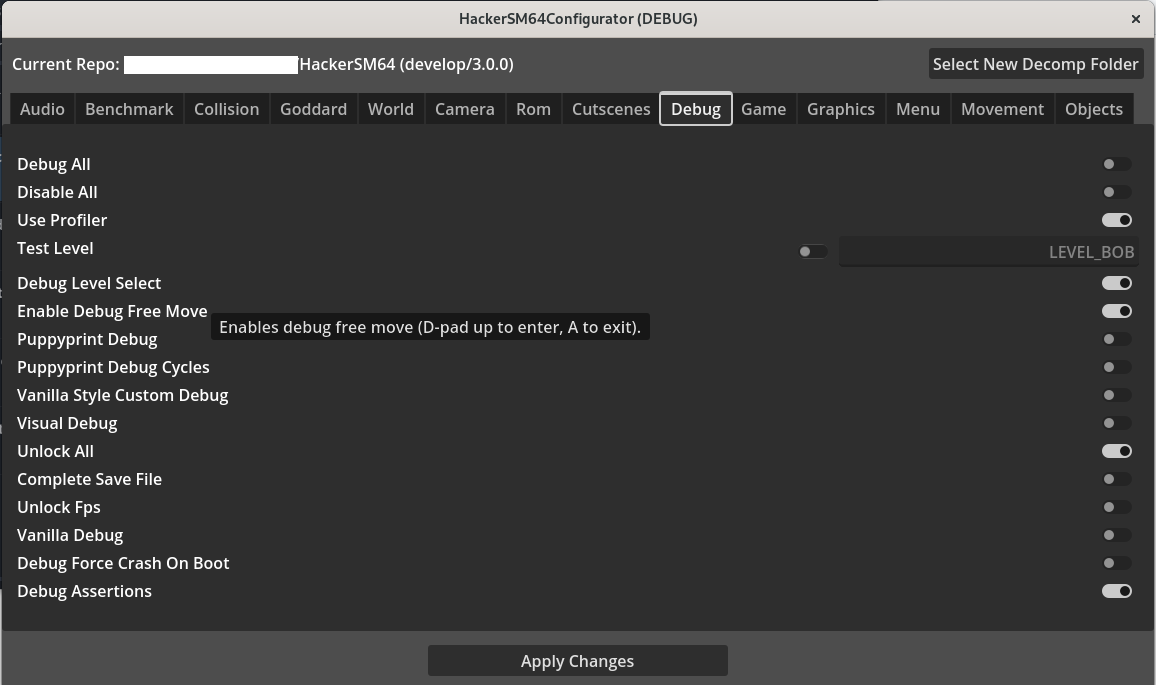 HackerSM64Configurator (DEBUG)
×
Current Repo: /HackerSM64 (develop/3.0.0)
Select New Decomp Folder
Audio Benchmark Collision Goddard World Camera Rom Cutscenes Debug Game Graphics Menu Movement Objects
Debug All
Disable All
Use Profiler
Test Level LEVEL_BOB
Debug Level Select
Enable Debug Free Move
Enables debug free move (D-pad up to enter, A to exit).
Puppyprint Debug
Puppyprint Debug Cycles
Vanilla Style Custom Debug
Visual Debug
Unlock All
Complete Save File
Unlock Fps
Vanilla Debug
Debug Force Crash On Boot
Debug Assertions
Apply Changes